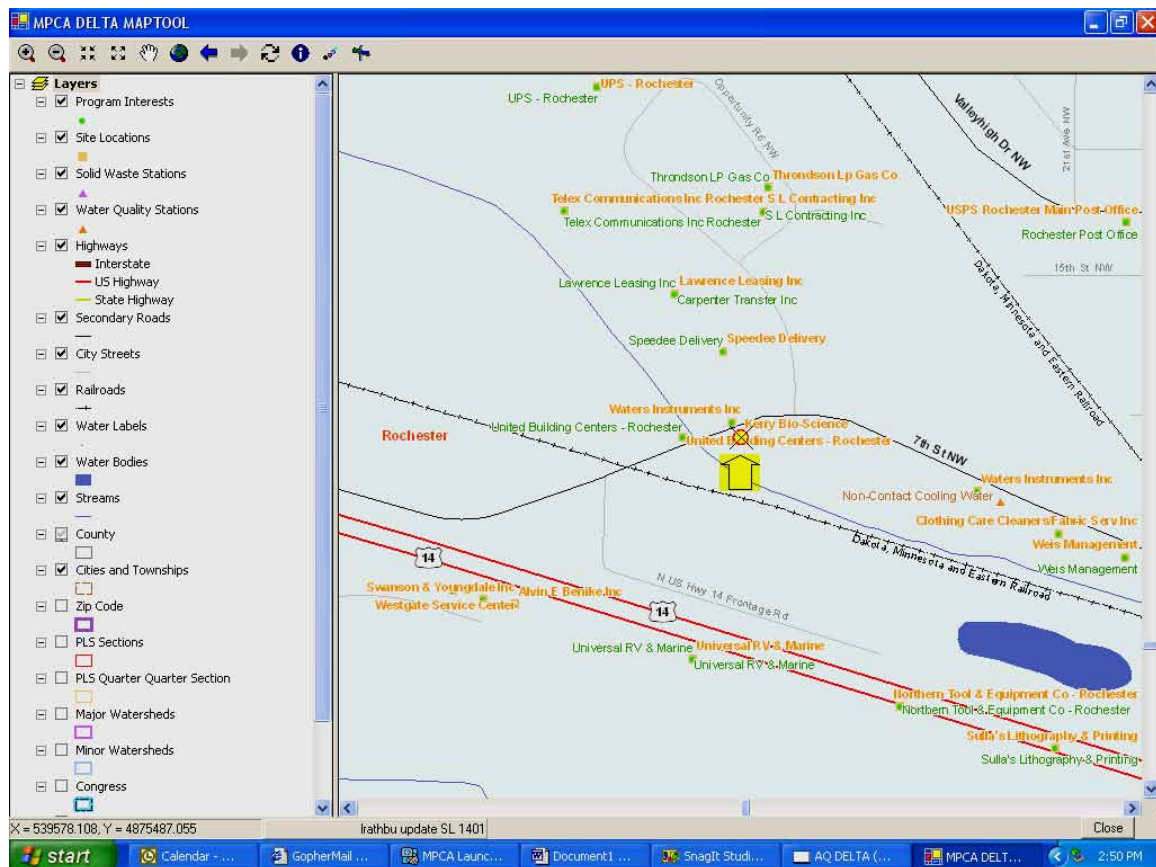 MPCA DELTA MAPTOOL
Layers
Program Interests
Site Locations
Solid Waste Stations
Water Quality Stations
Highways
Interstate
US Highway
State Highway
Secondary Roads
City Streets
Railroads
Water Labels
Water Bodies
Streams
County
Cities and Townships
Zip Code
PLS Sections
PLS Quarter Quarter Section
Major Watersheds
Minor Watersheds
Congress
UPS - Rochester
UPS - Rochester
Opportunity Rd NW
Valleyhigh Dr NW
21st Ave NW
Throndson LP Gas Co
Throndson Lp Gas Co
Telex Communications Inc Rochester
S L Contracting Inc
Telex Communications Inc Rochester
S L Contracting Inc
USPS Rochester Main Post Office
Rochester Post Office
15th St NW
Dakota, Minnesota and Eastern Railroad
Lawrence Leasing Inc
Lawrence Leasing Inc
Carpenter Transfer Inc
Speedee Delivery
Speedee Delivery
Waters Instruments Inc
Kerry Bio-Science
United Building Centers - Rochester
United Building Centers - Rochester
Rochester
7th St NW
Waters Instruments Inc
Non-Contact Cooling Water
Clothing Care Cleaners/Fabric Serv Inc
Weis Management
Weis Management
Dakota, Minnesota and Eastern Railroad
14
N US Hwy 14 Frontage Rd
14
Swanson & Youngdale Inc
Alvin E Benike Inc
Westgate Service Center
Universal RV & Marine
Universal RV & Marine
Universal RV & Marine
Northern Tool & Equipment Co - Rochester
Northern Tool & Equipment Co - Rochester
Sulla's Lithography & Printing
Sulla's Lithography & Printing
X = 539578.108, Y = 4875487.055
lrathbu update SL 1401
Close
start
Calendar - ...
GopherMail ...
MPCA Launc...
Document1 ...
SnagIt Studi...
AQ DELTA (...
MPCA DELT...
2:50 PM